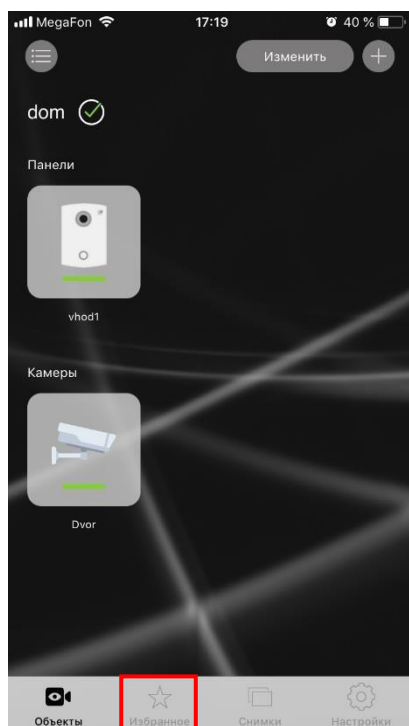 MegaFon 17:19 40 %
Изменить
dom
Панели
vhod1
Камеры
Dvor
Объекты Избранное Снимки Настройки